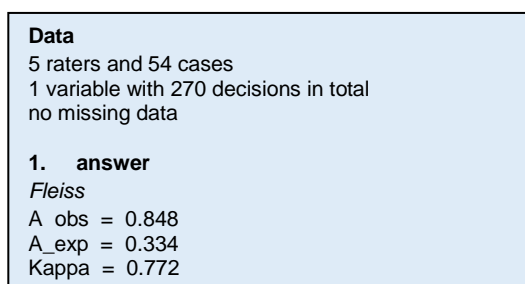 Data
5 raters and 54 cases
1 variable with 270 decisions in total
no missing data
1. answer
Fleiss
A obs = 0.848
A_exp = 0.334
Kappa = 0.772